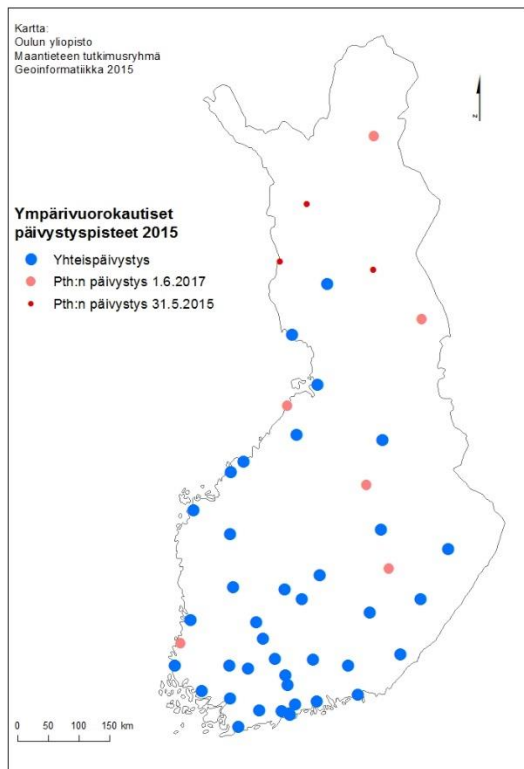 Kartta:
Oulun yliopisto
Maantieteen tutkimusryhmä
Geoinformatiikka 2015
z
Ympärivuorokautiset
päivystyspisteet 2015
Yhteispäivystys
Pth:n päivystys 1.6.2017
Pth:n päivystys 31.5.2015
0 50 100 150 km